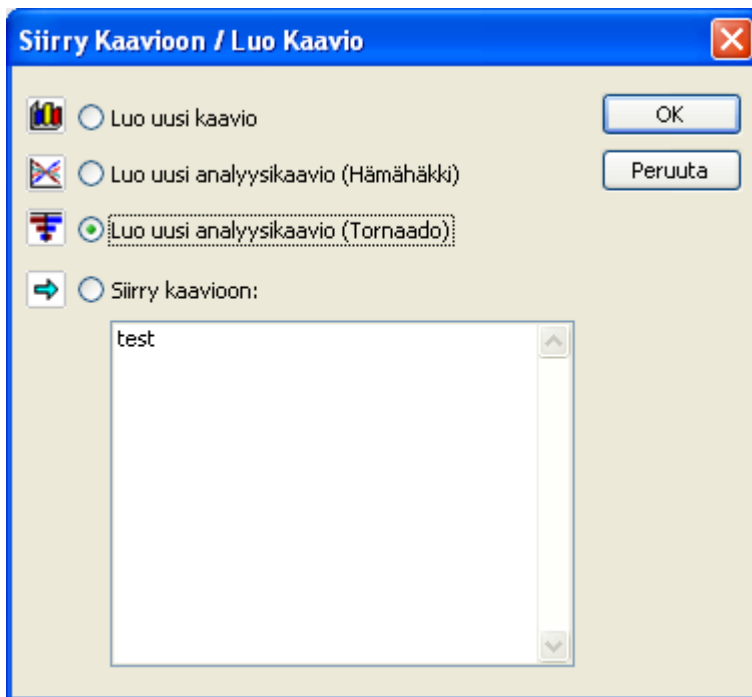 Siirry Kaavioon / Luo Kaavio
Luo uusi kaavio
OK
Luo uusi analyysikaavio (Hämähäkki)
Peruuta
Luo uusi analyysikaavio (Tornaado)
Siirry kaavioon:
test